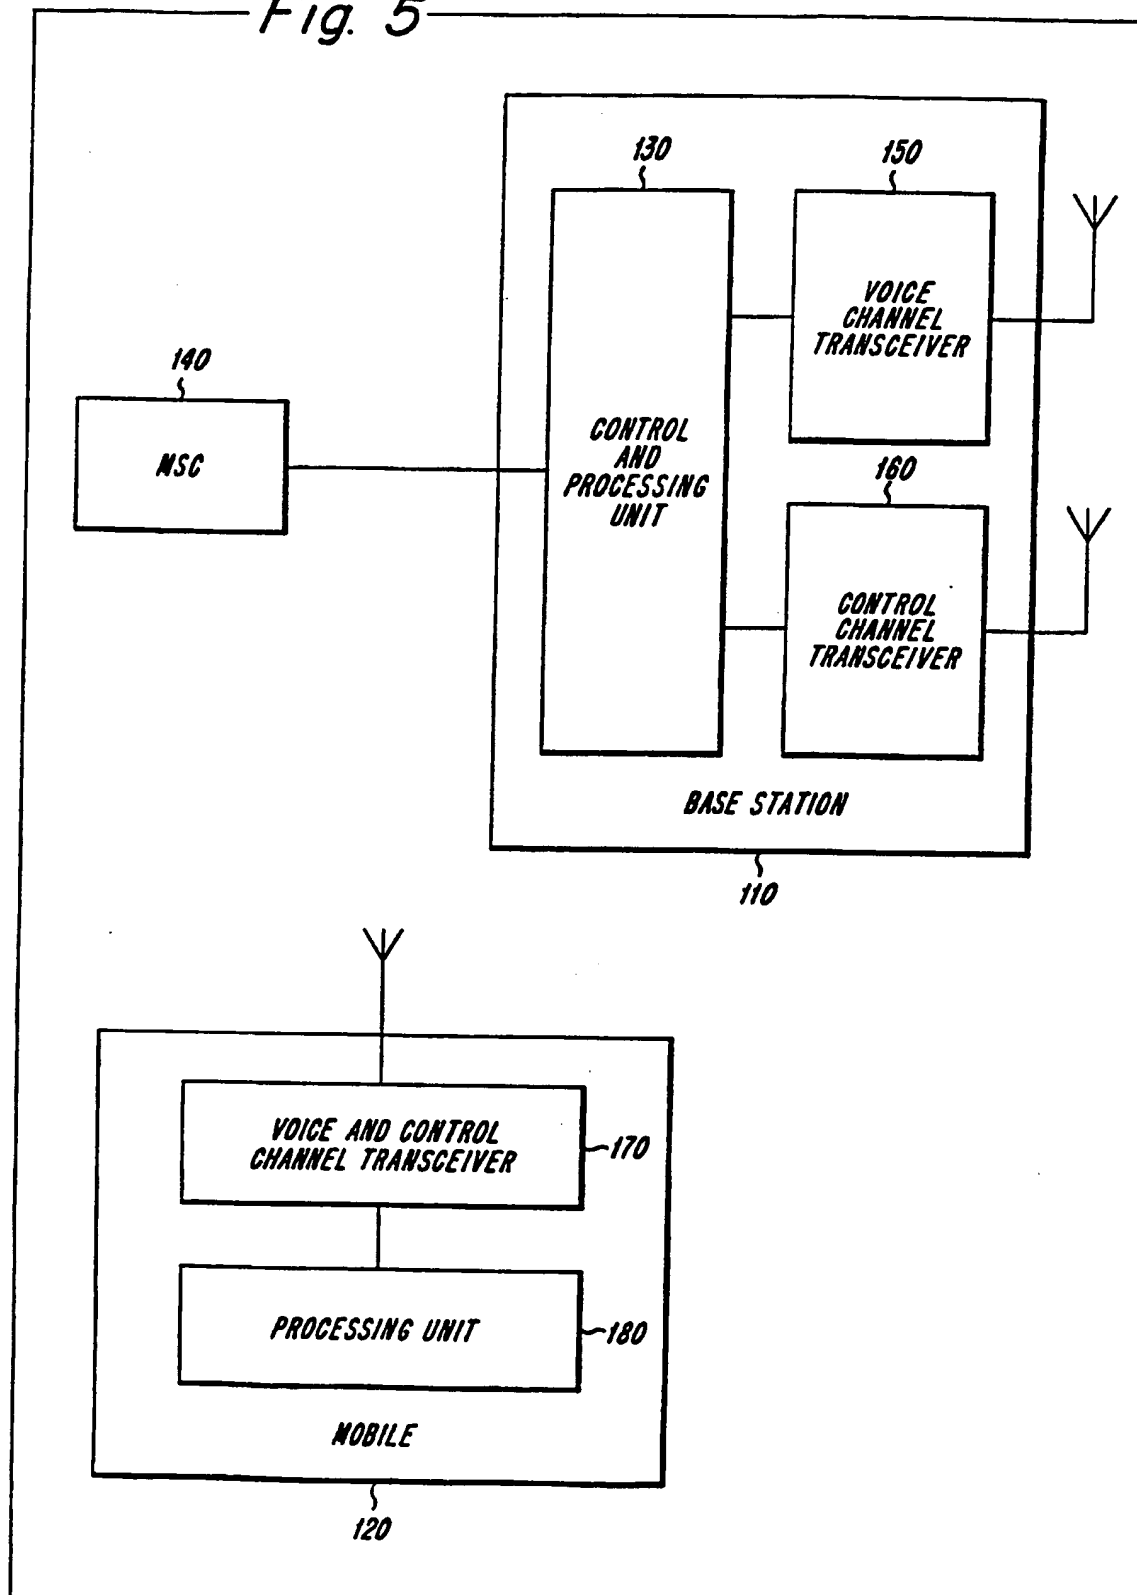 Fig. 5
130
150
VOICE
CHANNEL
TRANSCEIVER
140
MSC
CONTROL
AND
PROCESSING
UNIT
160
CONTROL
CHANNEL
TRANSCEIVER
BASE STATION
110
VOICE AND CONTROL
CHANNEL TRANSCEIVER
170
PROCESSING UNIT
180
MOBILE
120